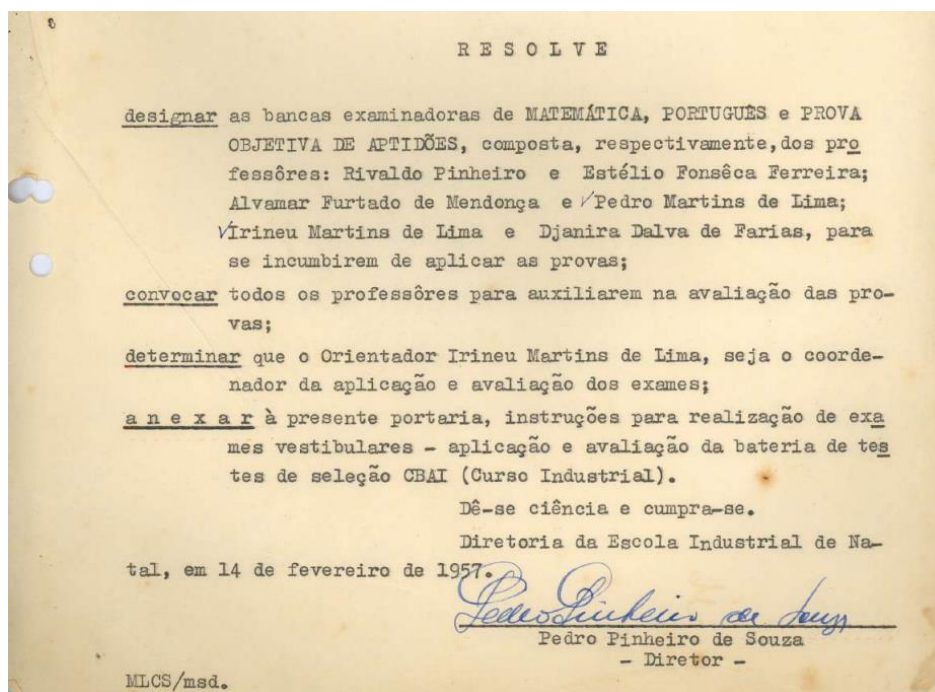 R E S O L V E
designar as bancas examinadoras de MATEMÁTICA, PORTUGUÊS e PROVA
OBJETIVA DE APTIDÕES, composta, respectivamente, dos pro
fessôres: Rivaldo Pinheiro e Estélio Fonsêca Ferreira;
Alvamar Furtado de Mendonça e Pedro Martins de Lima;
Irineu Martins de Lima e Djanira Dalva de Farias, para
se incumbirem de aplicar as provas;
convocar todos os professôres para auxiliarem na avaliação das pro-
vas;
determinar que o Orientador Irineu Martins de Lima, seja o coorde-
nador da aplicação e avaliação dos exames;
a n e x a r à presente portaria, instruções para realização de exa
mes vestibulares - aplicação e avaliação da bateria de tes
tes de seleção CBAI (Curso Industrial).
Dê-se ciência e cumpra-se.
Diretoria da Escola Industrial de Na-
tal, em 14 de fevereiro de 1957.
Pedro Pinheiro de Souza
Pedro Pinheiro de Souza
- Diretor -
MLCS/msd.